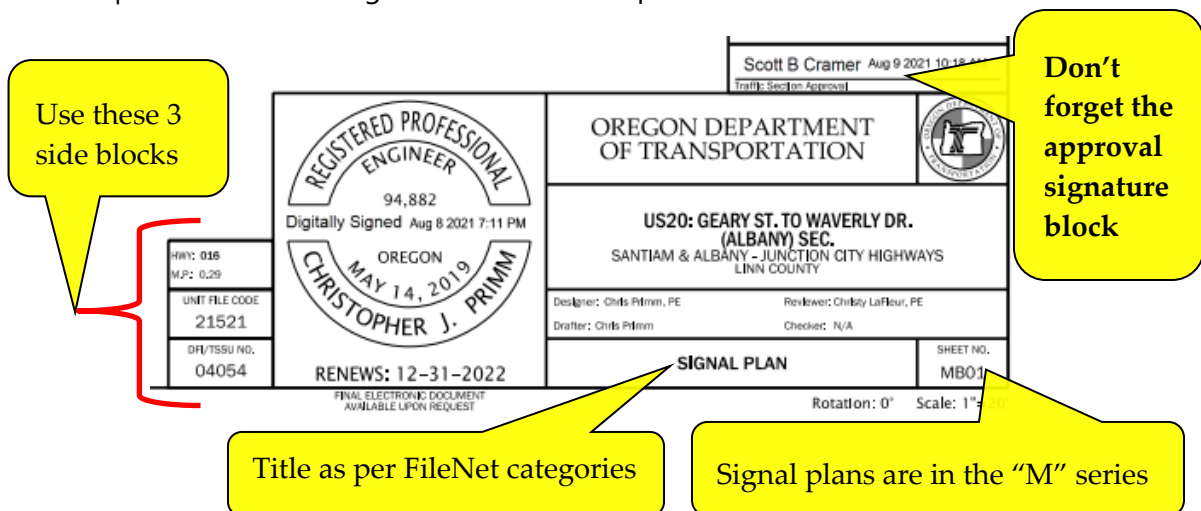 Scott B Cramer Aug 9 2021 10:18
Traffic Section Approval
Don't
forget the
approval
signature
block
Use these 3
side blocks
REGISTERED PROFESSIONAL
ENGINEER
94,882
Digitally Signed Aug 8 2021 7:11 PM
OREGON
MAY 14, 2019
CHRISTOPHER J. PRIMM
RENEWS: 12-31-2022
FINAL ELECTRONIC DOCUMENT
AVAILABLE UPON REQUEST
HWY: 016
M.P.: 0.29
UNIT FILE CODE
21521
DFI/TSSU NO.
04054
OREGON DEPARTMENT
OF TRANSPORTATION
US20: GEARY ST. TO WAVERLY DR.
(ALBANY) SEC.
SANTIAM & ALBANY - JUNCTION CITY HIGHWAYS
LINN COUNTY
Designer: Chris Primm, PE Reviewer: Christy LaFleur, PE
Drafter: Chris Primm Checker: N/A
SIGNAL PLAN
SHEET NO.
MB01
Rotation: 0° Scale: 1"=20'
Title as per FileNet categories
Signal plans are in the “M” series